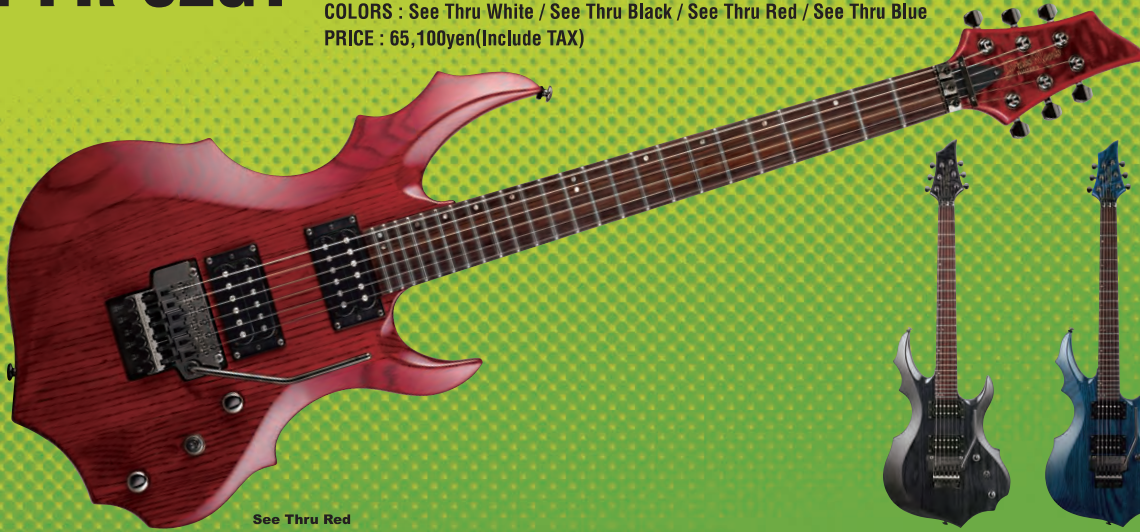 COLORS : See Thru White / See Thru Black / See Thru Red / See Thru Blue
PRICE : 65,100yen(Include TAX)
See Thru Red